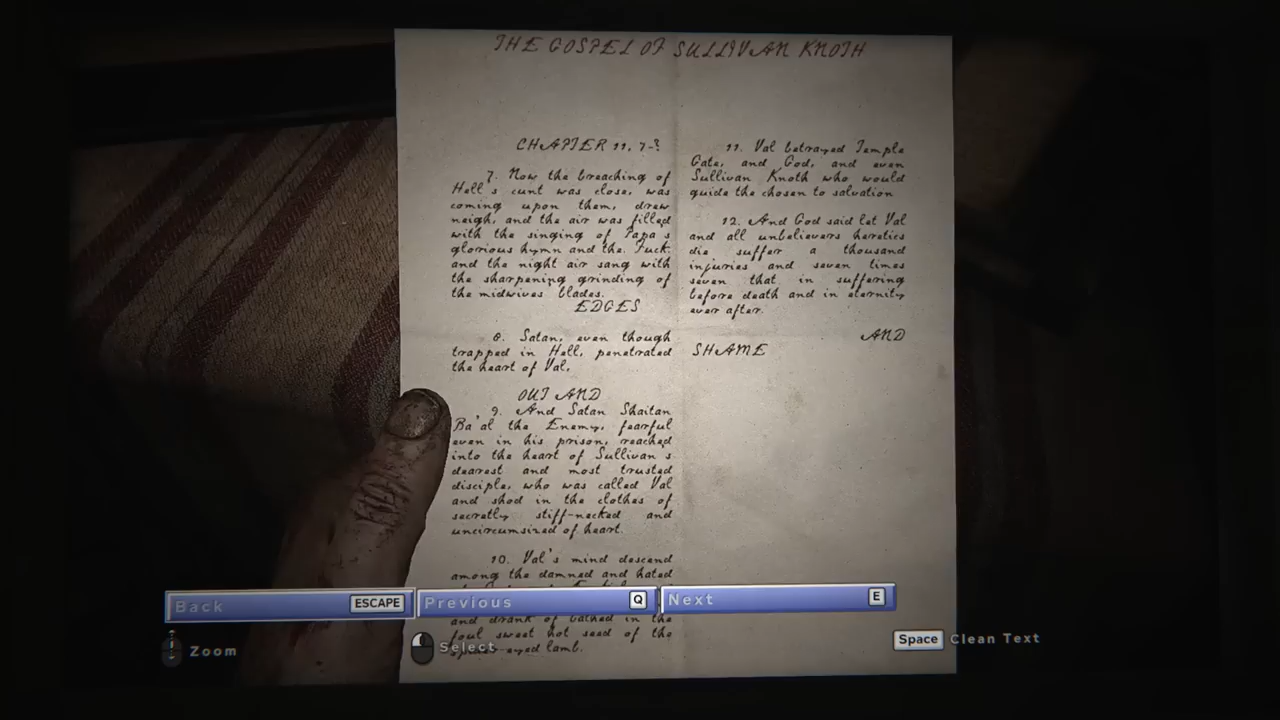 THE GOSPEL OF SULLIVAN KNOTH
CHAPTER 11, 7-?
7. Now the breaching of
Hell's cunt was close, was
coming upon them, drew
neigh, and the air was filled
with the singing of Papa's
glorious hymn and the. Fuck.
and the night air sang with
the sharpening grinding of
the midwives blades.
EDGES
8. Satan, even though
trapped in Hell, penetrated
the heart of Val,
OUT AND
9. And Satan Shaitan
Ba'al the Enemy, fearful
even in his prison, reached
into the heart of Sullivan's
dearest and most trusted
disciple, who was called Val
and shod in the clothes of
secretly stiff-necked and
uncircumsized of heart.
10. Val's mind descend
among the damned and hated
and drank of bathed in the
foul sweet hot seed of the
eyed lamb.
11. Val betrayed Temple
Gate, and God, and even
Sullivan Knoth who would
guide the chosen to salvation
12. And God said let Val
and all unbelievers heretics
die suffer a thousand
injuries and seven times
seven that in suffering
before death and in eternity
ever after.
AND
SHAME
Back ESCAPE
Previous Q
Next E
Zoom
Select
Space Clean Text